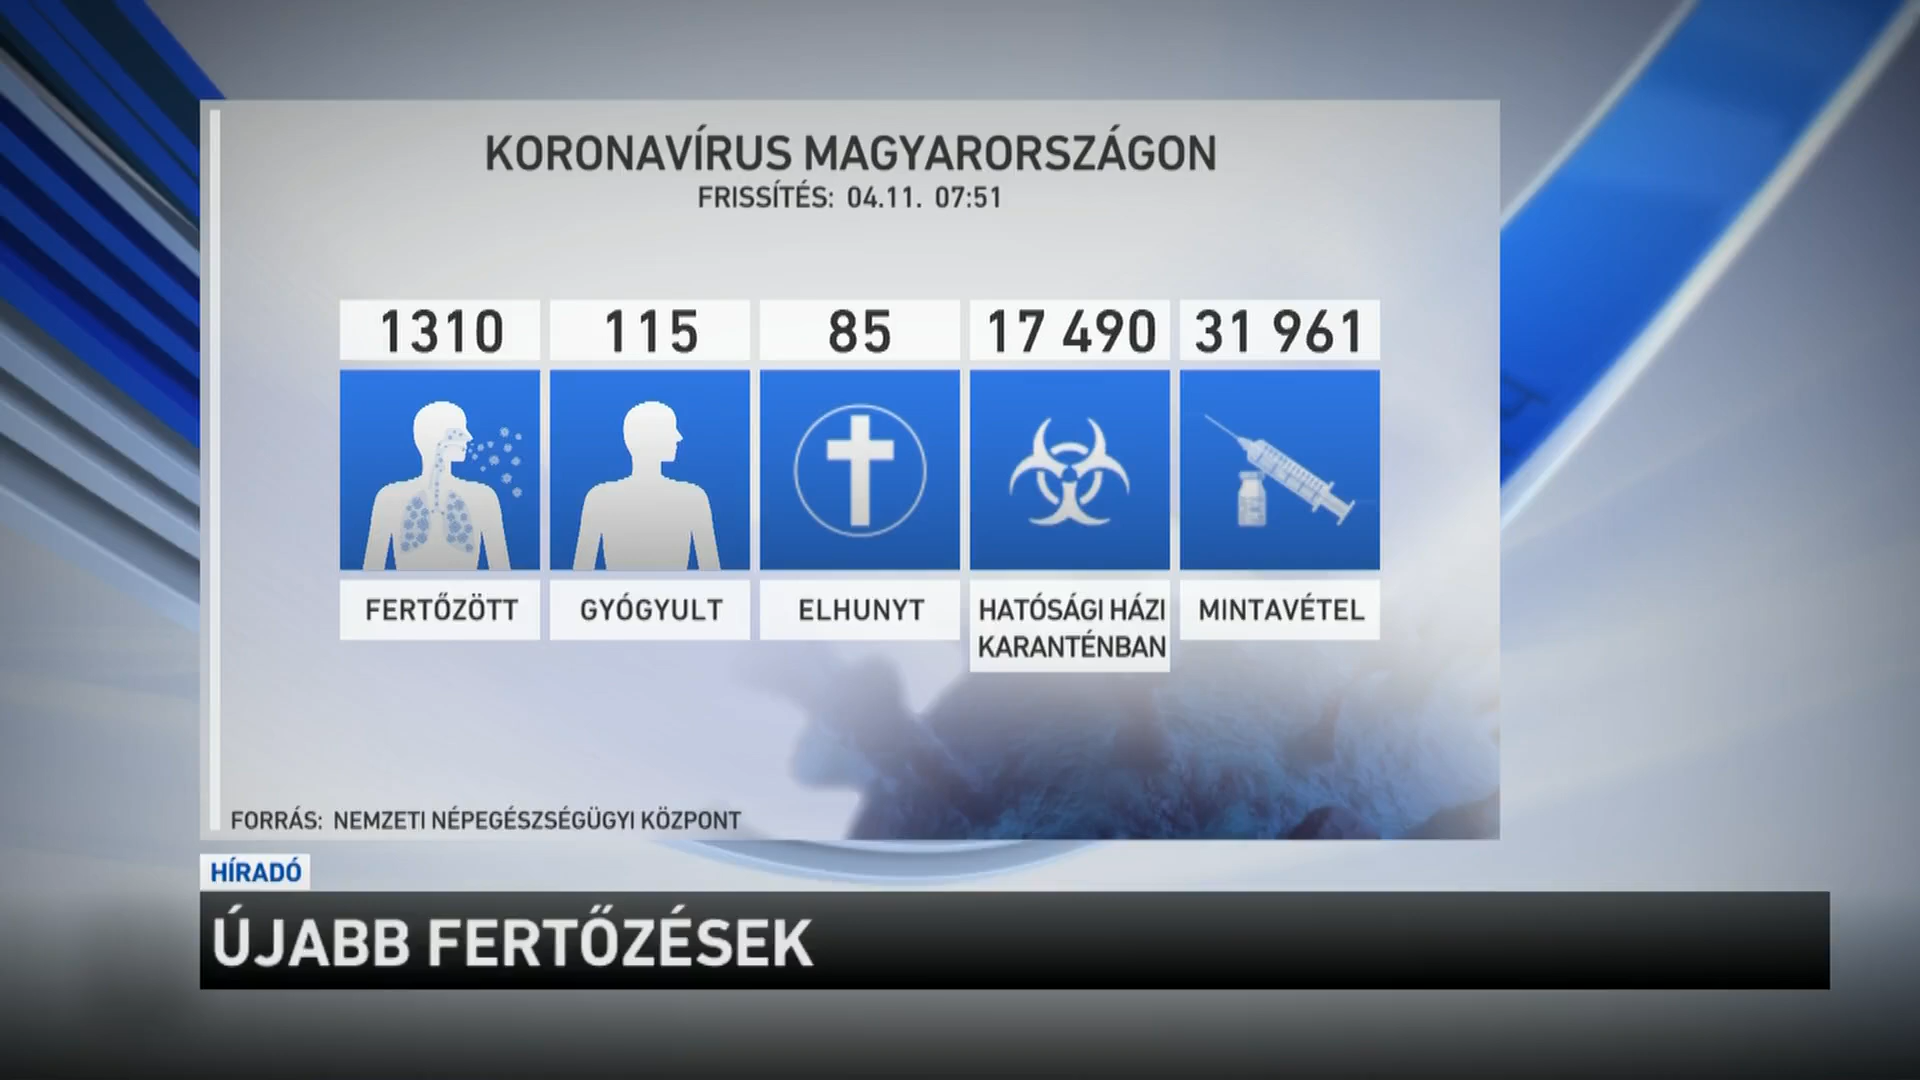 KORONAVÍRUS MAGYARORSZÁGON
FRISSÍTÉS: 04.11. 07:51
1310
115
85
17 490
31 961
FERTŐZÖTT
GYÓGYULT
ELHUNYT
HATÓSÁGI HÁZI
KARANTÉNBAN
MINTAVÉTEL
FORRÁS: NEMZETI NÉPEGÉSZSÉGÜGYI KÖZPONT
HÍRADÓ
ÚJABB FERTŐZÉSEK